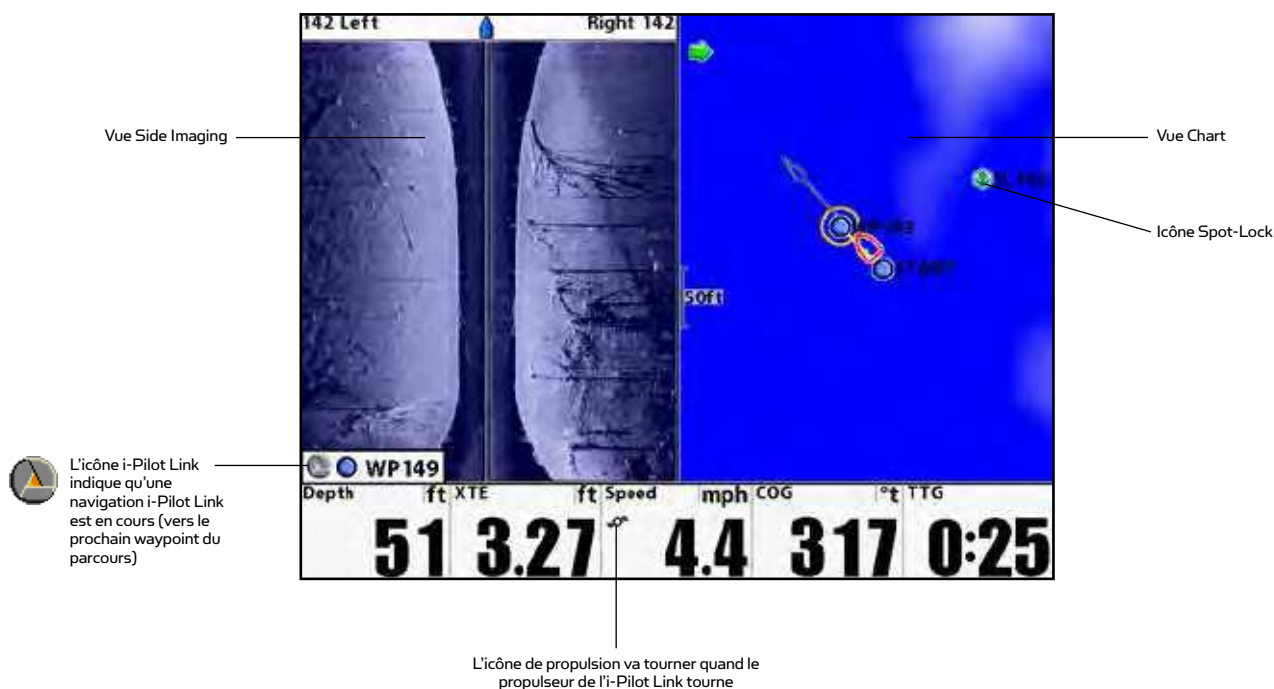 142 Left
Right 142
Vue Side Imaging
Vue Chart
Icône Spot-Lock
50ft
L'icône i-Pilot Link
indique qu'une
navigation i-Pilot Link
est en cours (vers le
prochain waypoint du
parcours)
WP149
Depth ft XTE ft Speed mph COG °t TTG
51 3.27 4.4 317 0:25
L'icône de propulsion va tourner quand le
propulseur de l'i-Pilot Link tourne